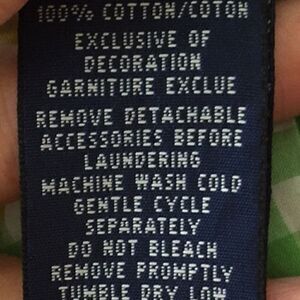 100% COTTON/COTON
EXCLUSIVE OF
DECORATION
GARNITURE EXCLUE
REMOVE DETACHABLE
ACCESSORIES BEFORE
LAUNDERING
MACHINE WASH COLD
GENTLE CYCLE
SEPARATELY
DO NOT BLEACH
REMOVE PROMPTLY
TUMBLE DRY LOW